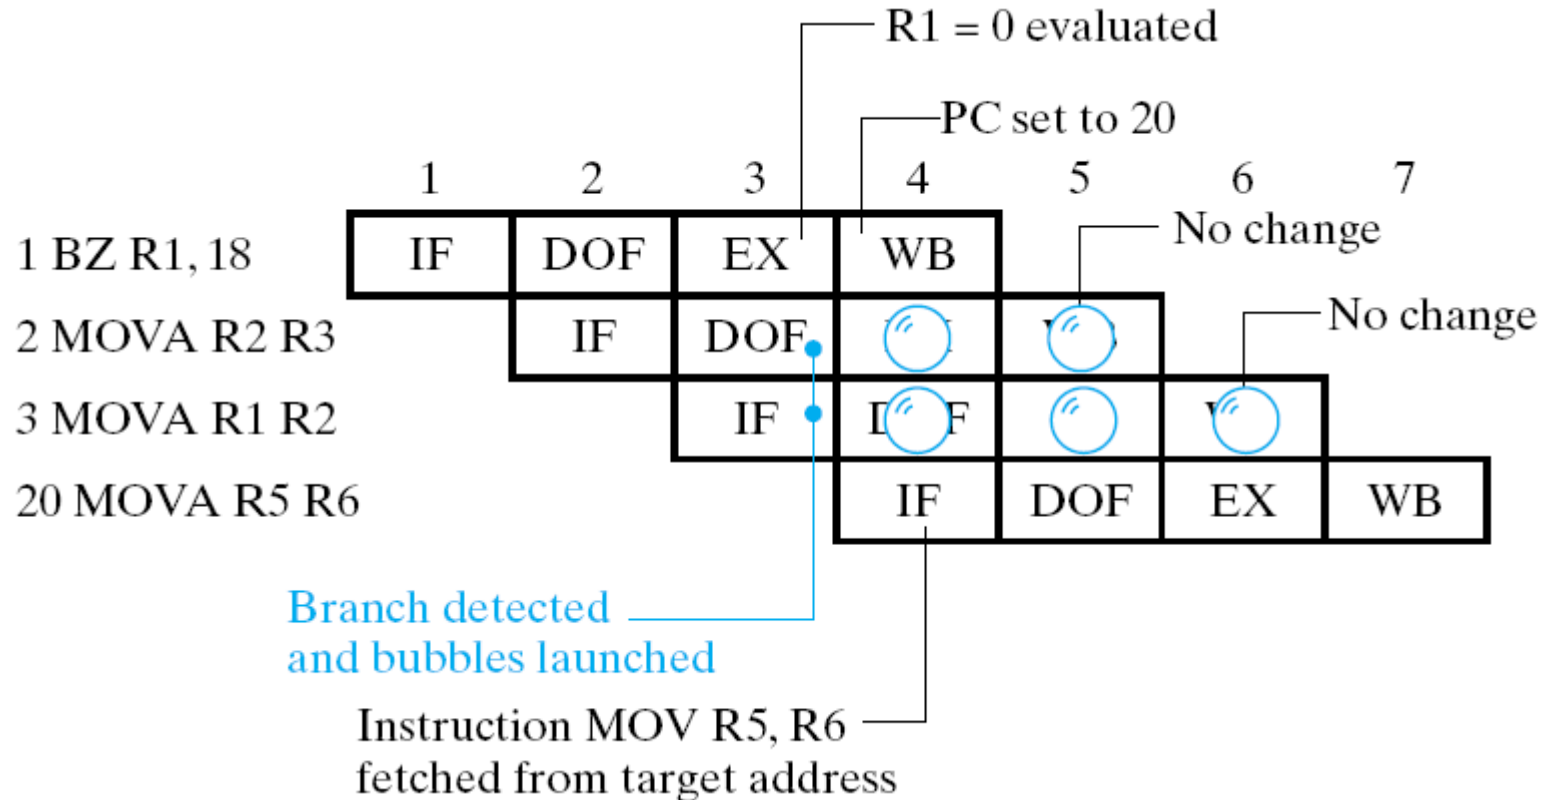 R1 = 0 evaluated
PC set to 20
1 2 3 4 5 6 7
No change
1 BZ R1, 18 IF DOF EX WB
No change
2 MOVA R2 R3 IF DOF
3 MOVA R1 R2 IF
20 MOVA R5 R6 IF DOF EX WB
Branch detected
and bubbles launched
Instruction MOV R5, R6
fetched from target address